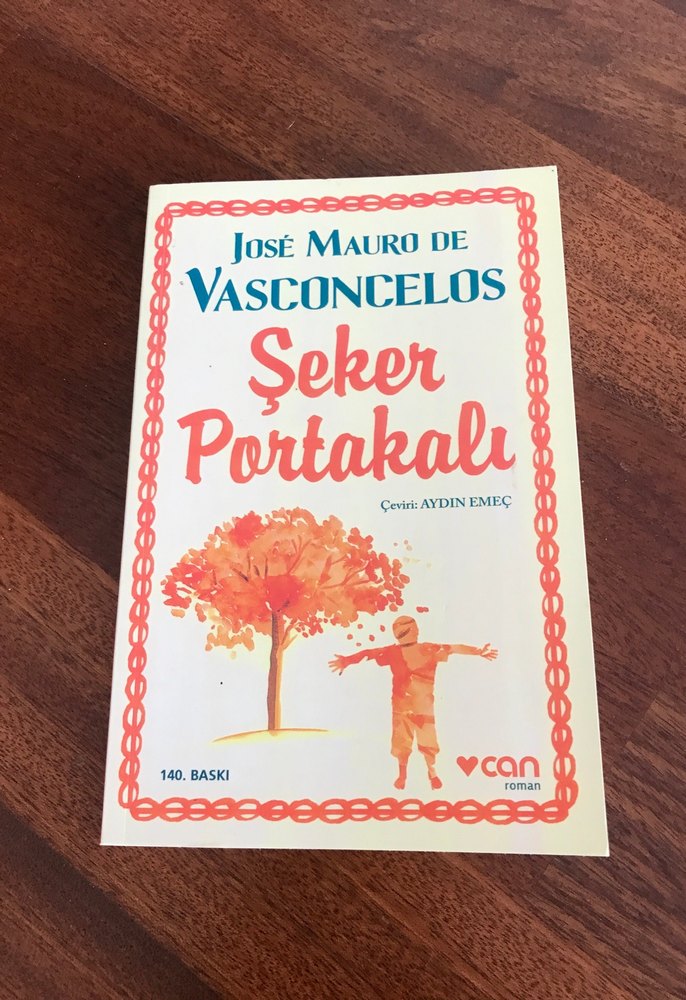 JOSÉ MAURO DE
VASCONCELOS
Şeker
Portakalı
Çeviri: AYDIN EMEÇ
140. BASKI
can
roman